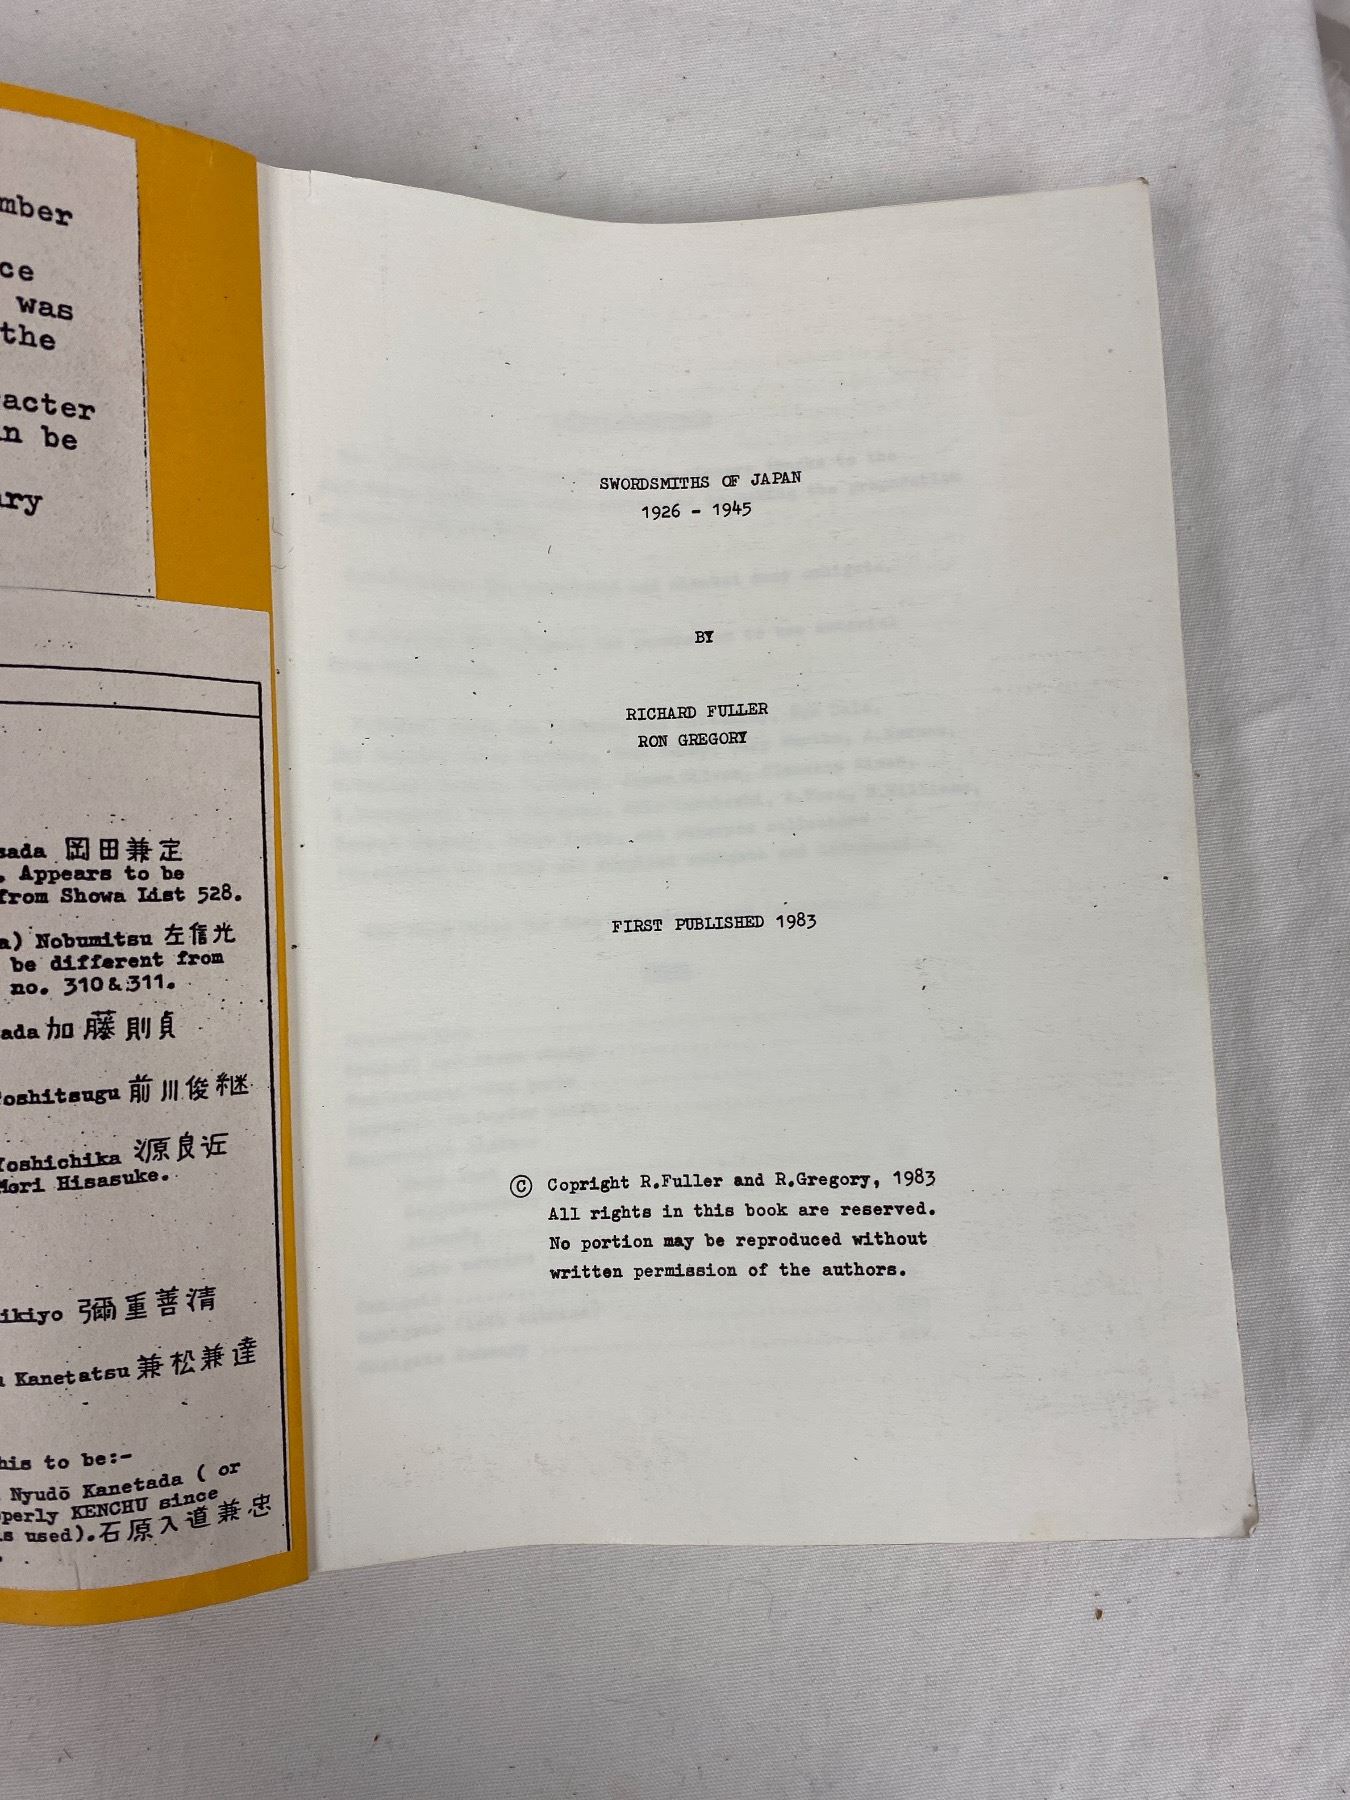 mber
ce
was
the
acter
n be
ry
sada 岡田兼定
, Appears to be
from Showa List 528.
a) Nobumitsu 左信光
be different from
no. 310&311.
ada 加藤則貞
oshitsugu 前川俊継
Yoshichika 源良近
Mori Hisasuke.
ikiyo 彌重善清
u Kanetatsu 兼松兼達
his to be:-
Nyudō Kanetada ( or
perly KENCHU since
s used).石原入道兼忠
SWORDSMITHS OF JAPAN
1926 - 1945
BY
RICHARD FULLER
RON GREGORY
FIRST PUBLISHED 1983
© Copright R.Fuller and R.Gregory, 1983
All rights in this book are reserved.
No portion may be reproduced without
written permission of the authors.